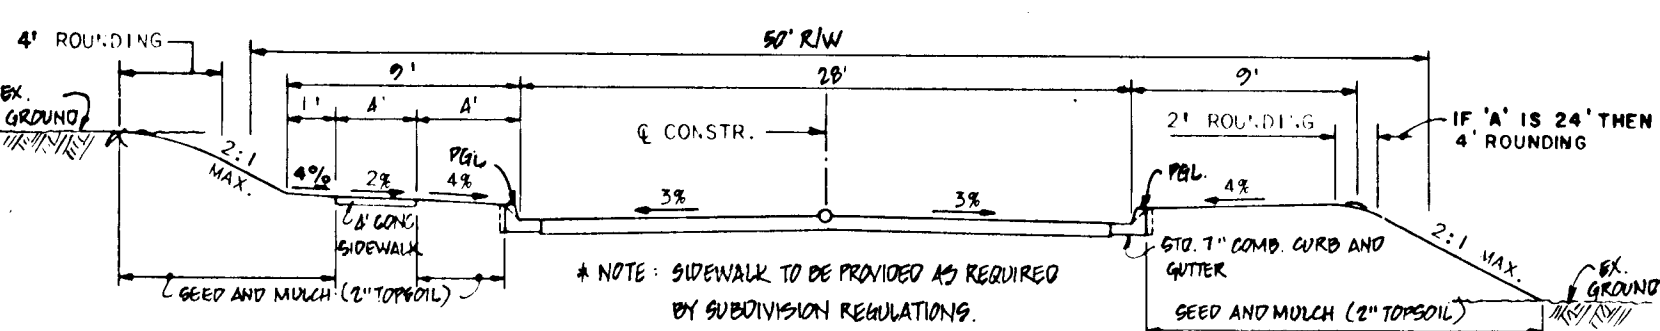 4' ROUNDING
50' R/W
9'
28'
9'
EX.
GROUND
1'
4'
4'
℄ CONSTR.
2' ROUNDING
IF 'A' IS 24' THEN
4' ROUNDING
2:1
MAX.
PGL
PGL
4%
2%
4%
3%
3%
4%
4' CONC
SIDEWALK
STD. 7" COMB. CURB AND
GUTTER
2:1
MAX.
EX.
GROUND
SEED AND MULCH (2" TOPSOIL)
* NOTE: SIDEWALK TO BE PROVIDED AS REQUIRED
BY SUBDIVISION REGULATIONS.
SEED AND MULCH (2" TOPSOIL)